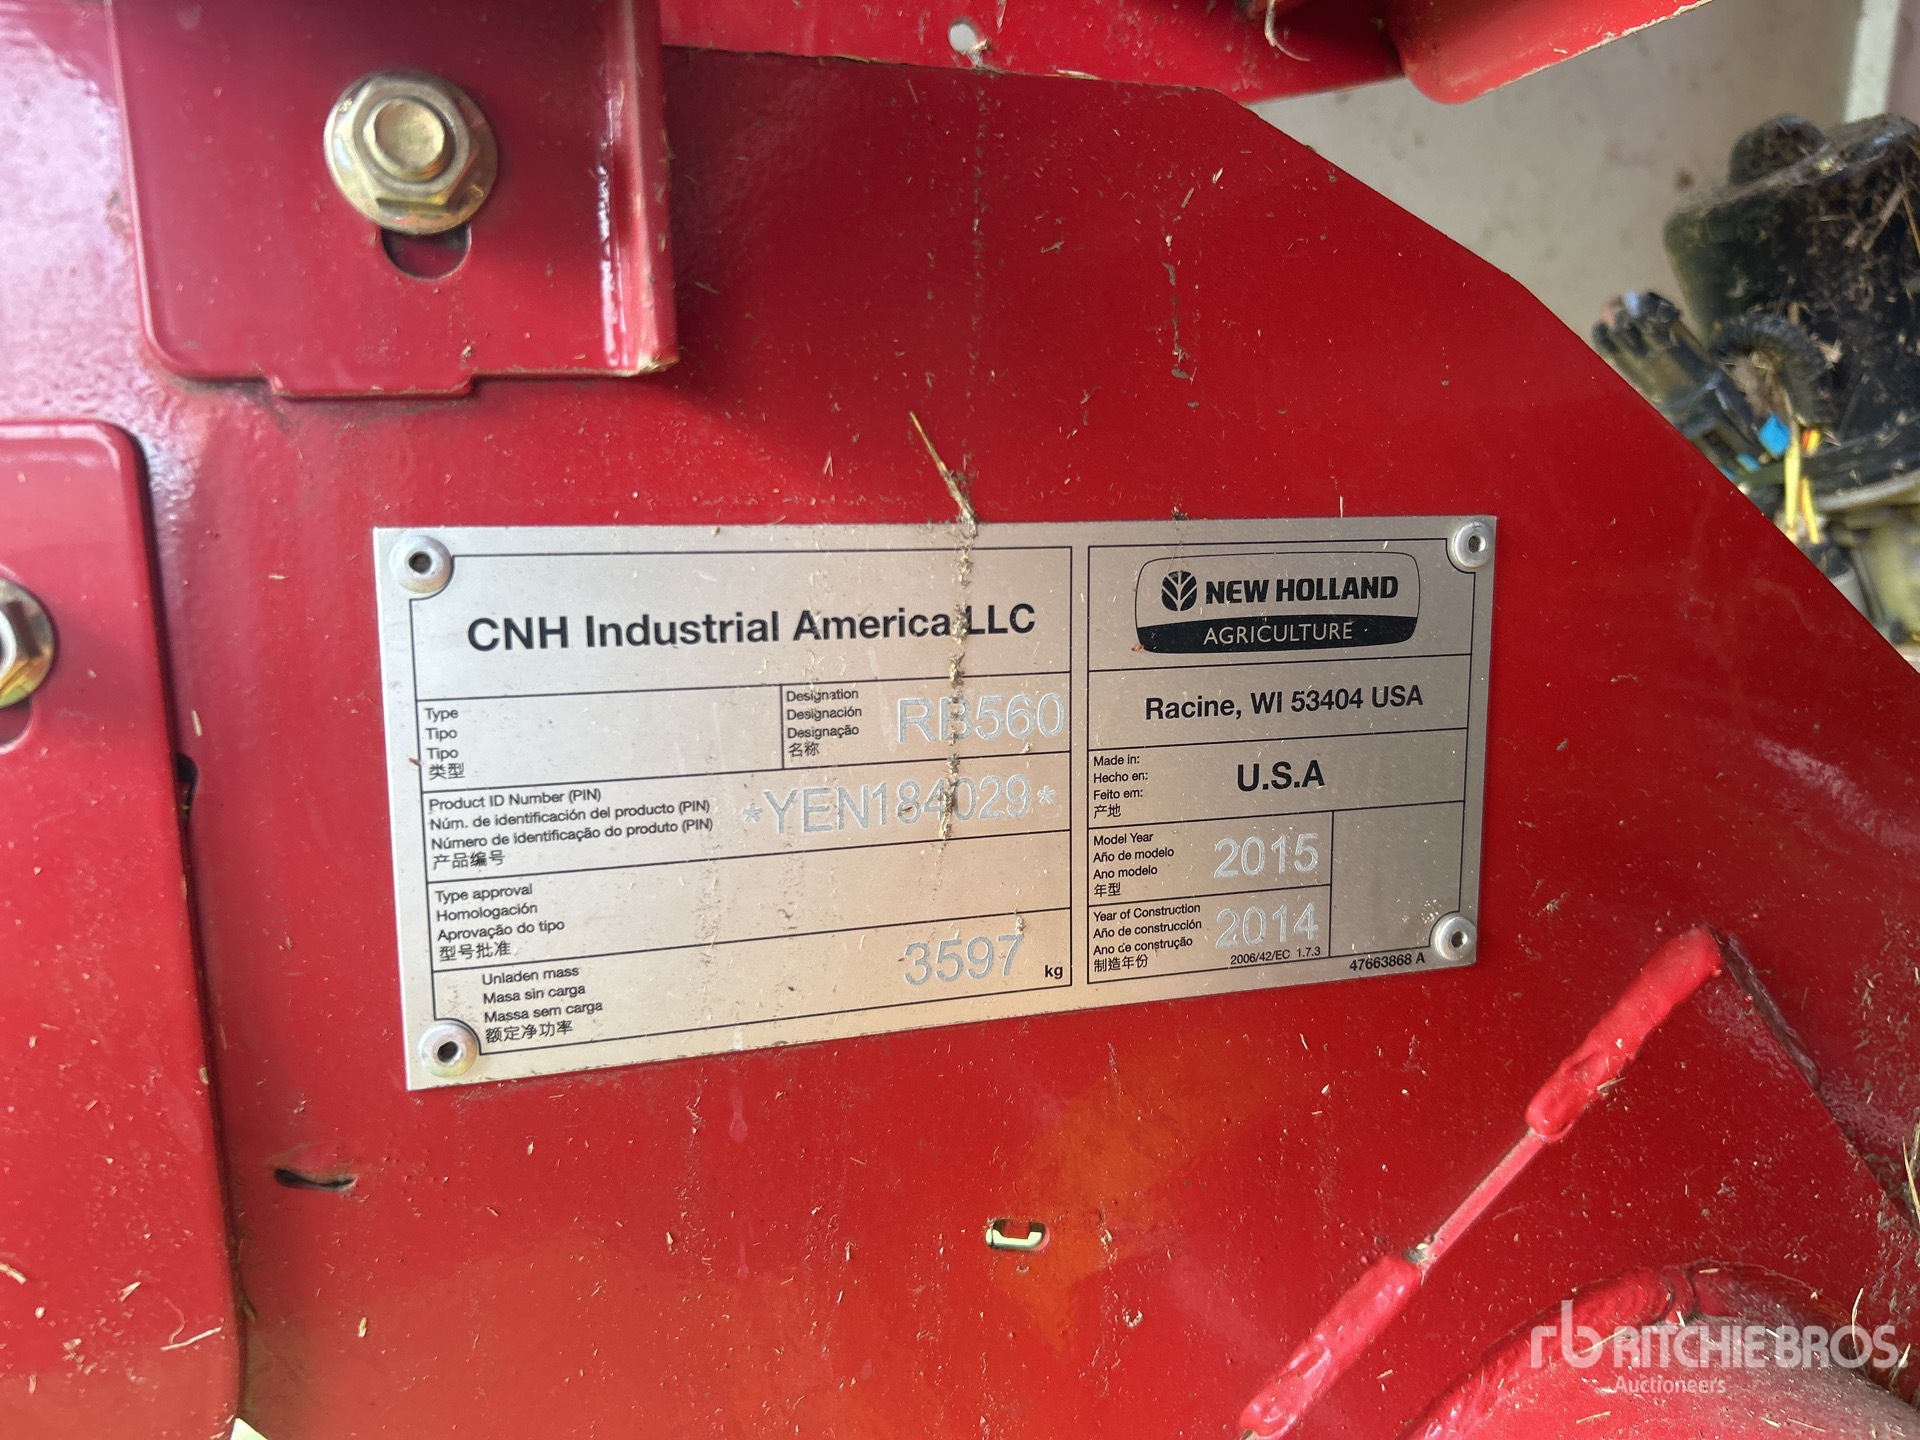 CNH Industrial America LLC
Type
Tipo
Tipo
类型
Designation
Designación
Designação
名称
RB560
Product ID Number (PIN)
Núm. de identificación del producto (PIN)
Número de identificação do produto (PIN)
产品编号
*YEN184029*
Type approval
Homologación
Aprovação do tipo
型号批准
Unladen mass
Masa sin carga
Massa sem carga
额定净功率
3597 kg
NEW HOLLAND
AGRICULTURE
Racine, WI 53404 USA
Made in:
Hecho en:
Feito em:
产地
U.S.A
Model Year
Año de modelo
Ano modelo
年型
2015
Year of Construction
Año de construcción
Ano de construção
制造年份
2014
2006/42/EC 1.7.3
47663868 A
rb RITCHIE BROS.
Auctioneers